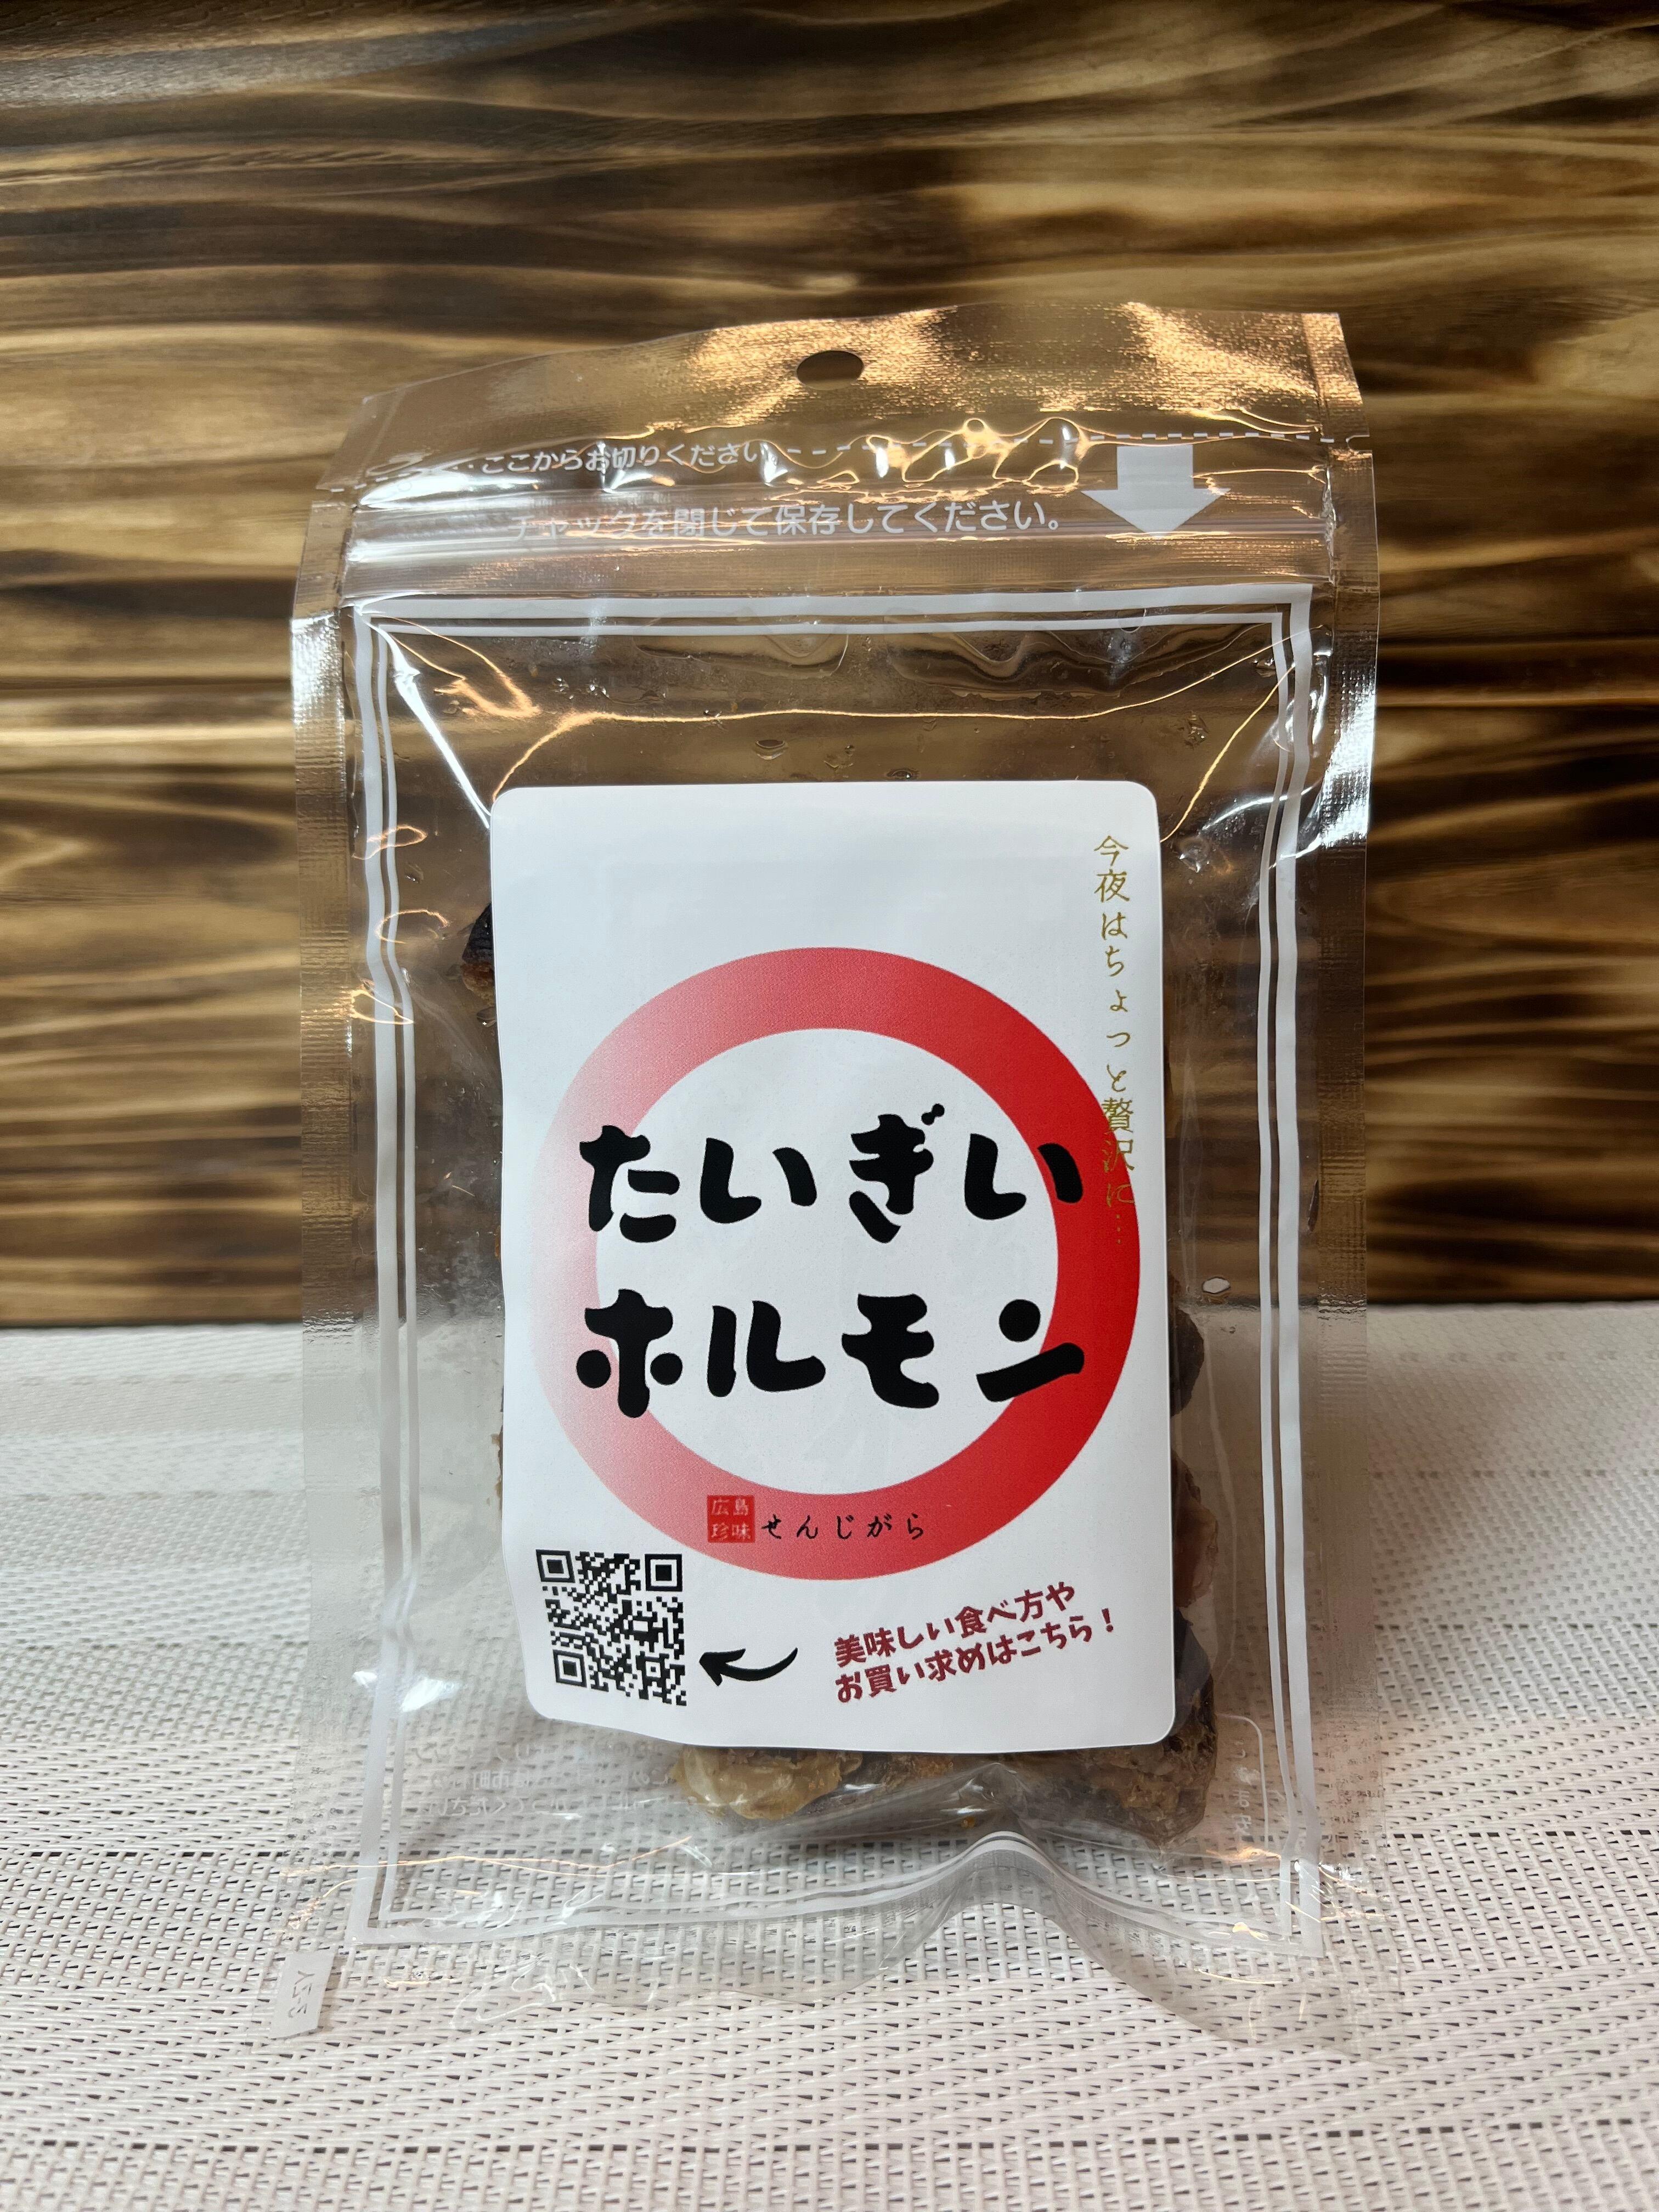 ここからお切りください。
チャックを閉じて保存してください。
今夜はちょっと贅沢に…
たいぎい
ホルモン
広島
珍味
せんじがら
美味しい食べ方や
お買い求めはこちら！